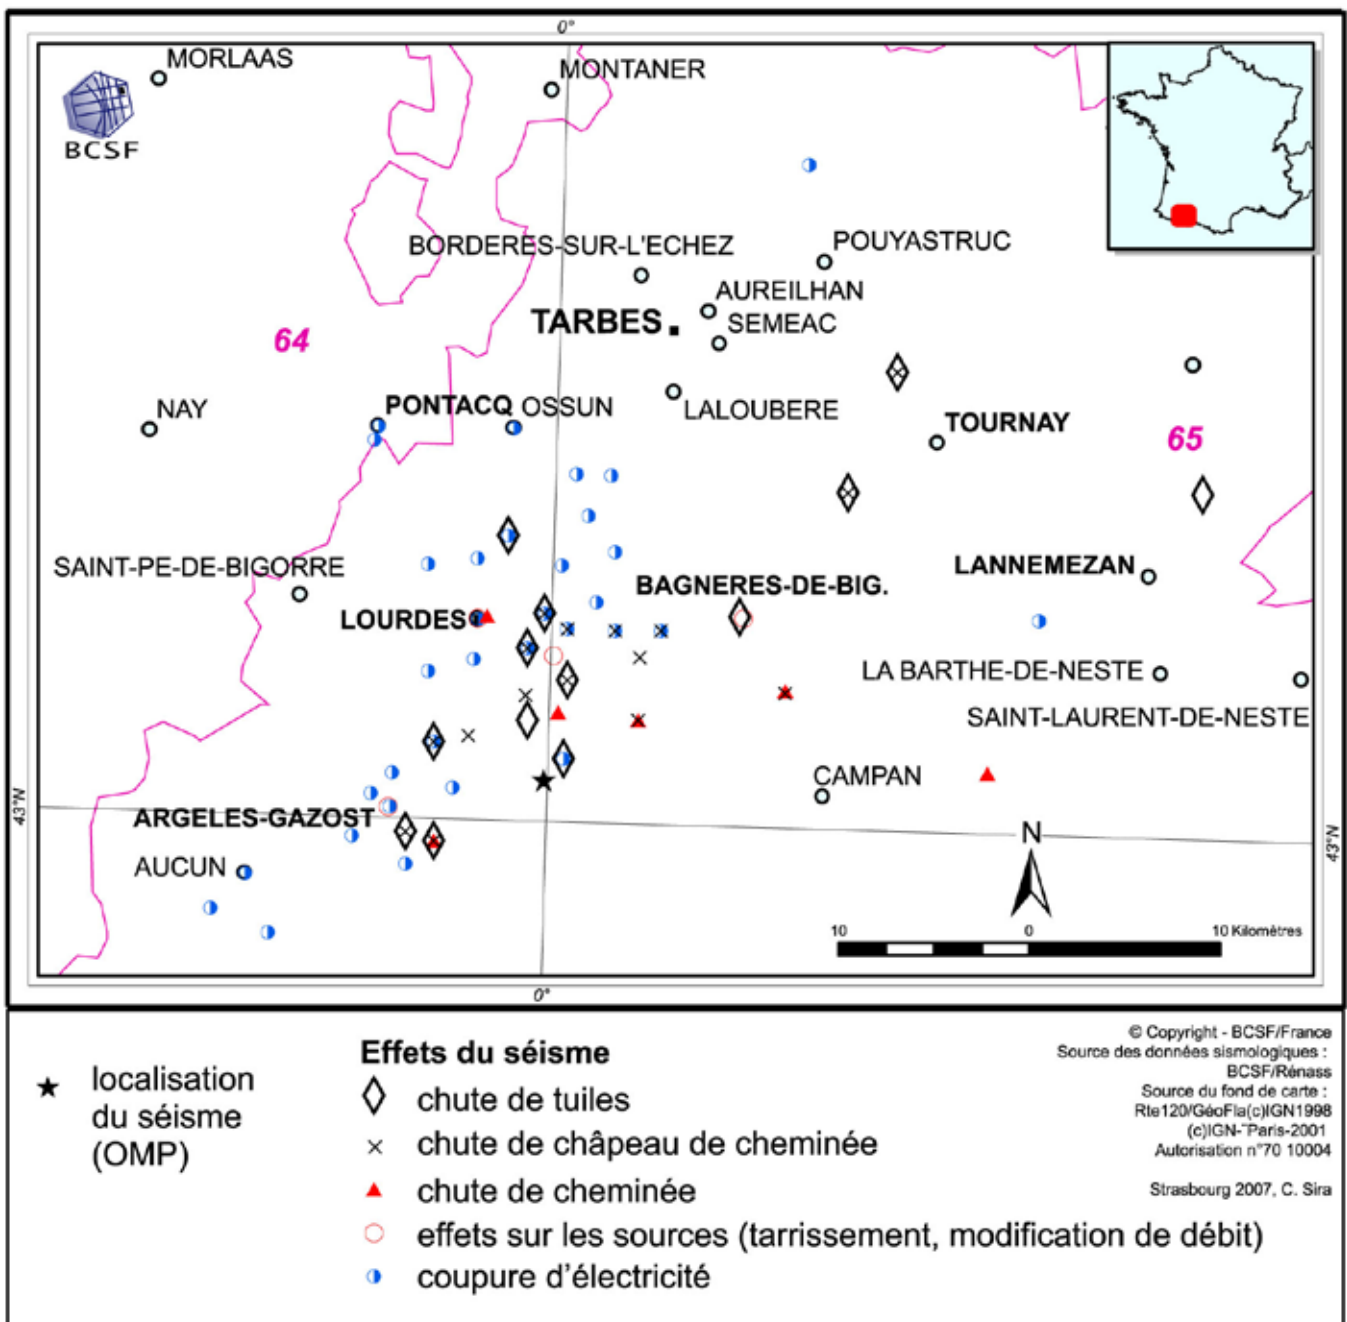 0°
MORLAAS
MONTANER
BCSF
BORDERES-SUR-L'ECHEZ
POUYASTRUC
AUREILHAN
TARBES
SEMEAC
64
NAY
PONTACQ
OSSUN
LALOUBERE
TOURNAY
65
SAINT-PE-DE-BIGORRE
LANNEMEZAN
BAGNERES-DE-BIG.
LOURDES
LA BARTHE-DE-NESTE
SAINT-LAURENT-DE-NESTE
CAMPAN
43°N
ARGELES-GAZOST
N
43°N
AUCUN
10 0 10 Kilomètres
0°
localisation
du séisme
(OMP)
Effets du séisme
chute de tuiles
chute de châpeau de cheminée
chute de cheminée
effets sur les sources (tarrissement, modification de débit)
coupure d'électricité
© Copyright - BCSF/France
Source des données sismologiques :
BCSF/Rénass
Source du fond de carte :
Rte120/GéoFla(c)IGN1998
(c)IGN-˜Paris-2001
Autorisation n°70 10004
Strasbourg 2007, C. Sira